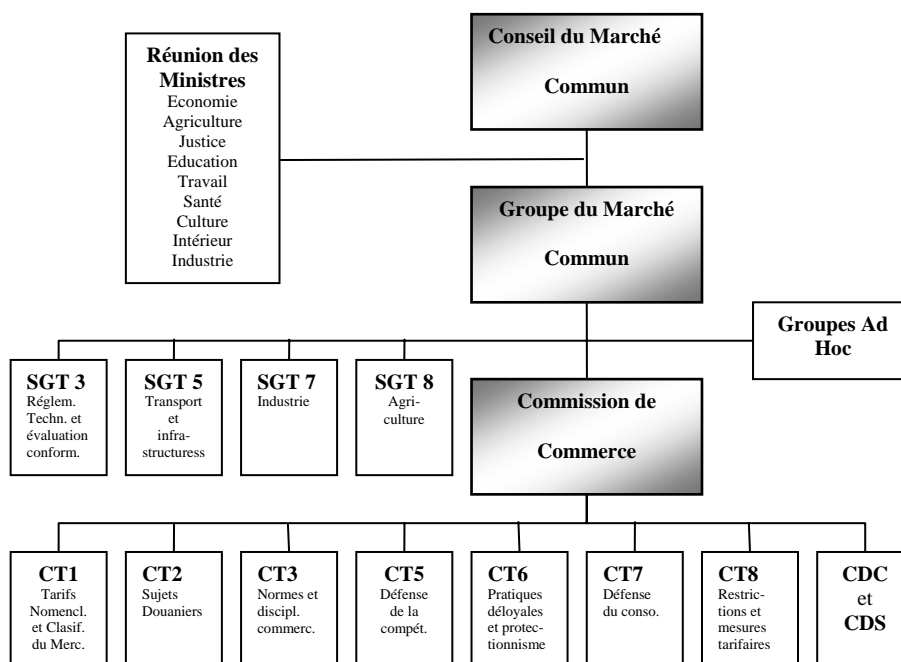 Conseil du Marché
Commun
Réunion des
Ministres
Economie
Agriculture
Justice
Education
Travail
Santé
Culture
Intérieur
Industrie
Groupe du Marché
Commun
Groupes Ad
Hoc
SGT 3
Réglem.
Techn. et
évaluation
conform.
SGT 5
Transport
et
infra-
structuress
SGT 7
Industrie
SGT 8
Agri-
culture
Commission de
Commerce
CT1
Tarifs
Nomencl.
et Clasif.
du Merc.
CT2
Sujets
Douaniers
CT3
Normes et
discipl.
commerc.
CT5
Défense
de la
compét.
CT6
Pratiques
déloyales
et protec-
tionnisme
CT7
Défense
du conso.
CT8
Restric-
tions et
mesures
tarifaires
CDC
et
CDS